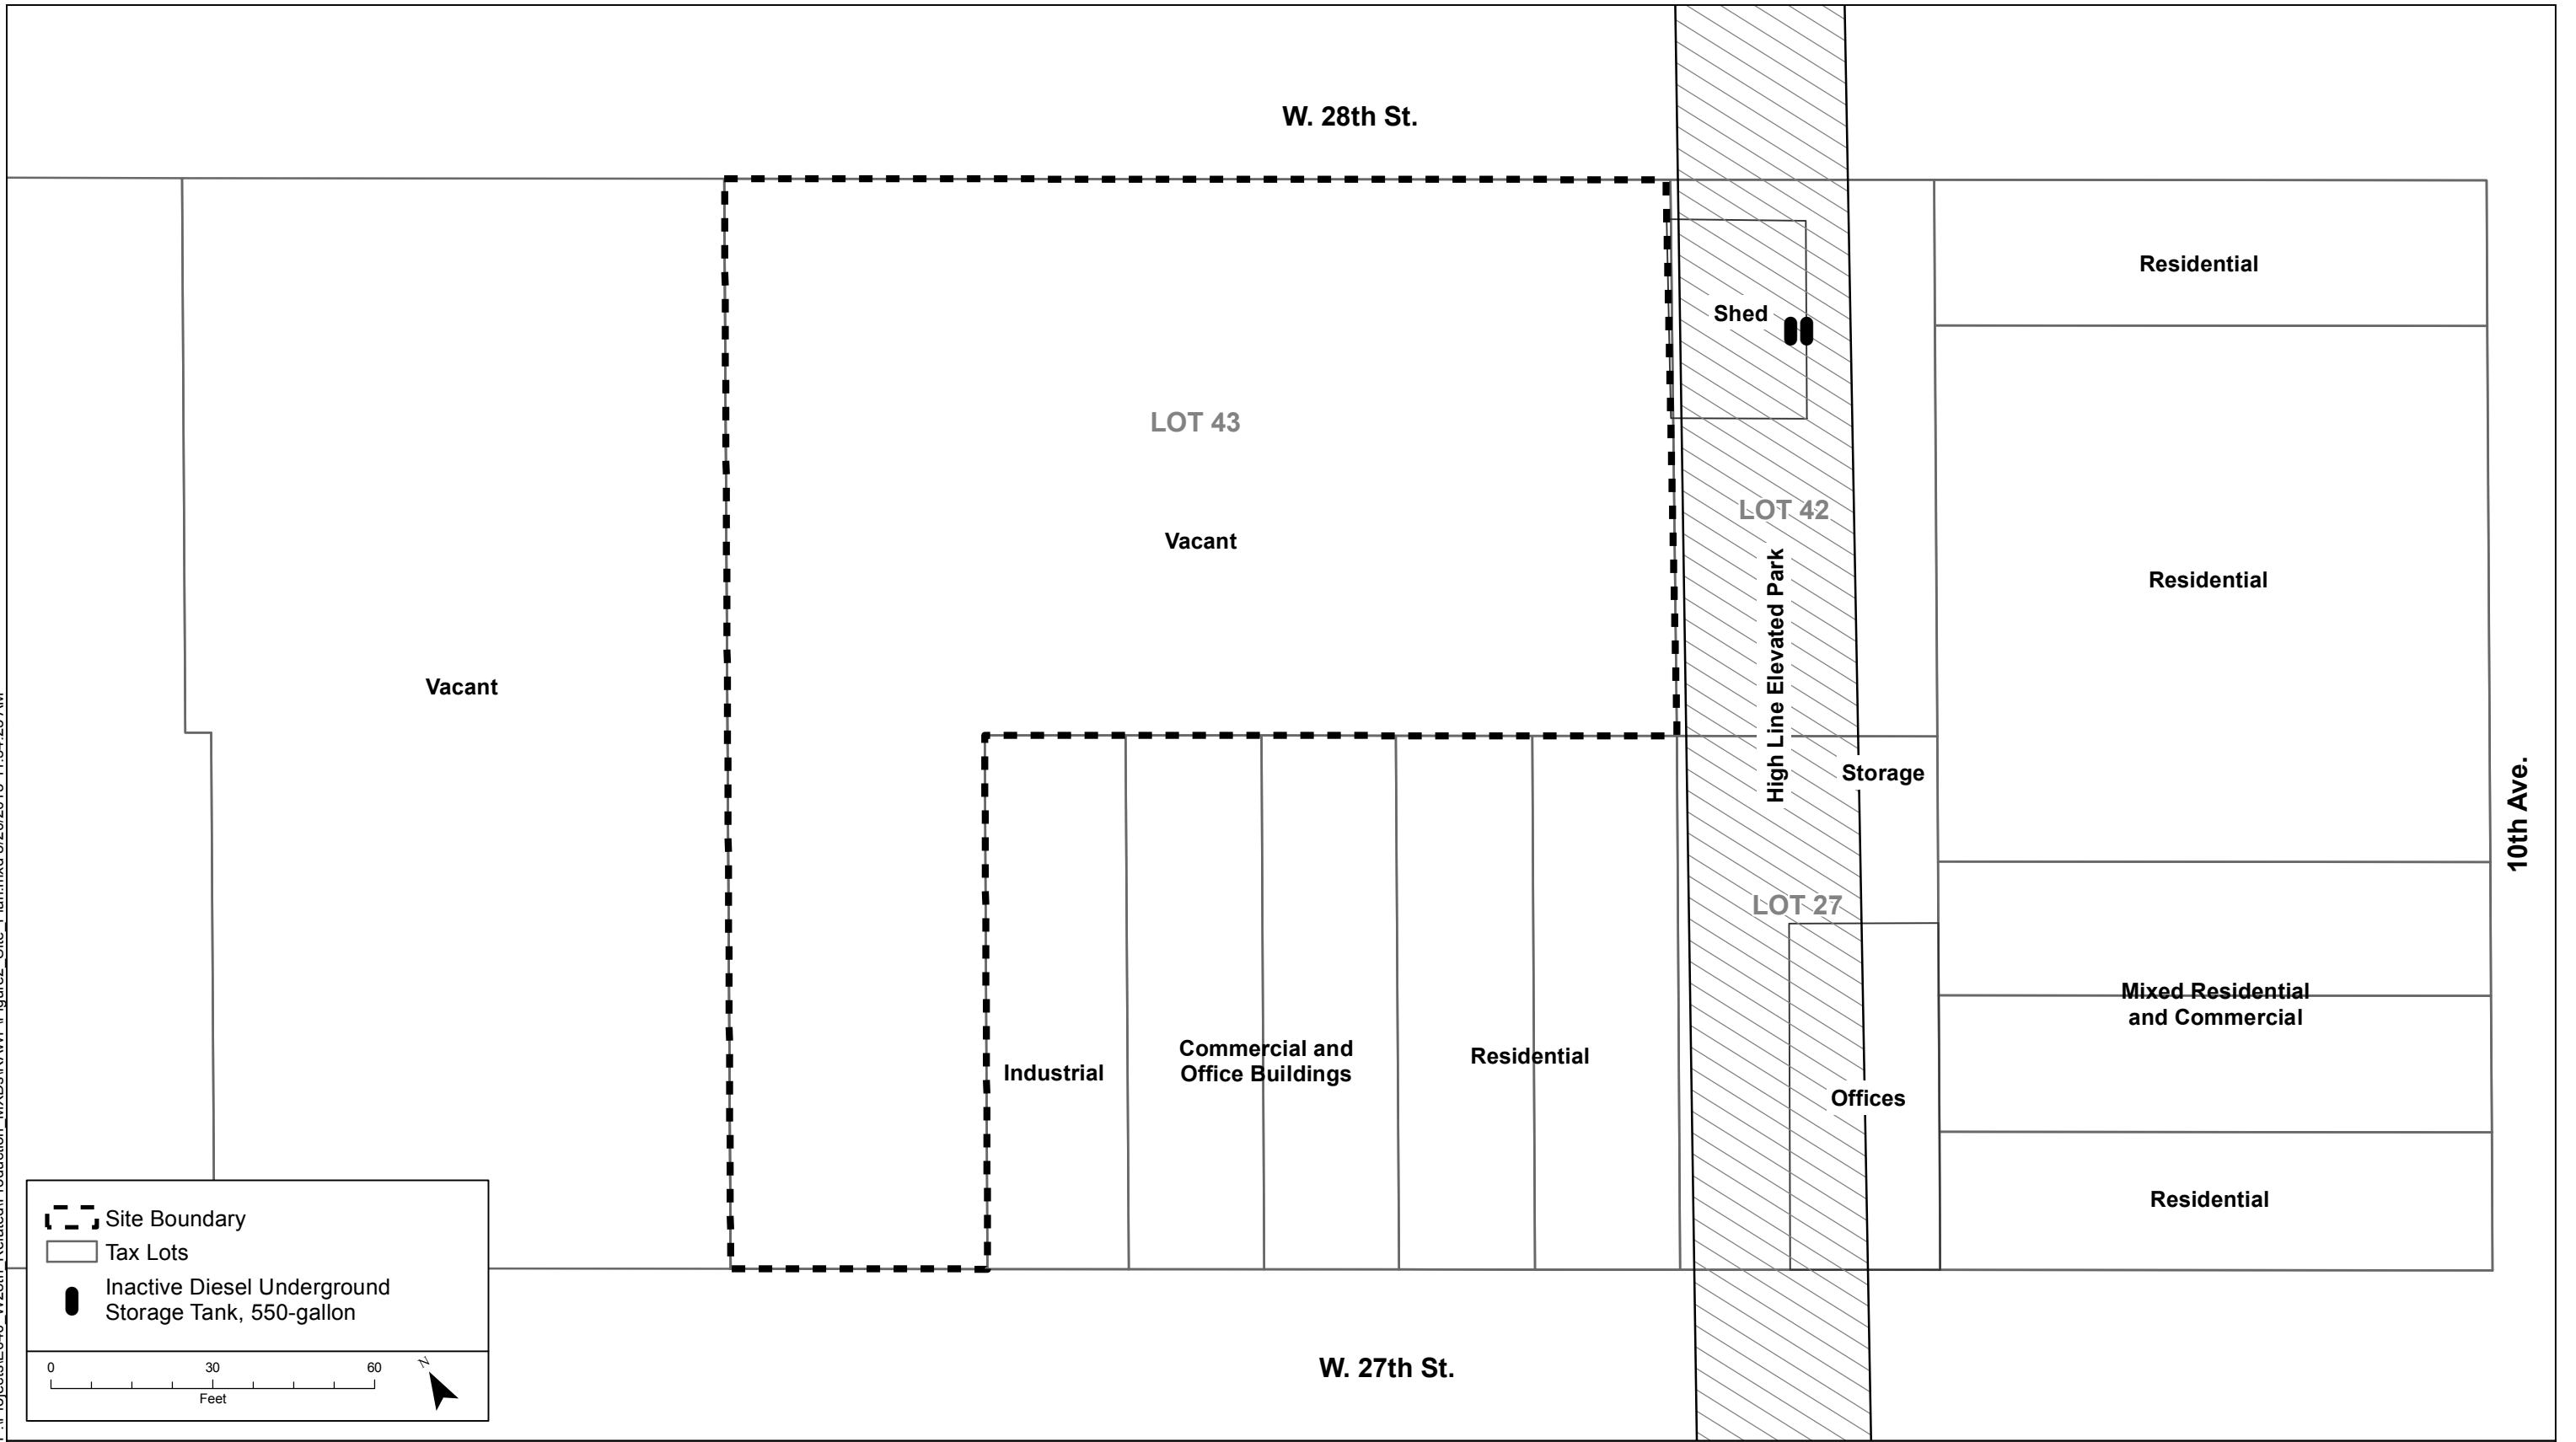 W. 28th St.
Residential
Shed
LOT 43
LOT 42
Vacant
Residential
High Line Elevated Park
Vacant
Storage
10th Ave.
LOT 27
Mixed Residential
and Commercial
Commercial and
Office Buildings
Industrial
Residential
Offices
Residential
Site Boundary
Tax Lots
Inactive Diesel Underground
Storage Tank, 550-gallon
0 30 60
Feet
N
W. 27th St.